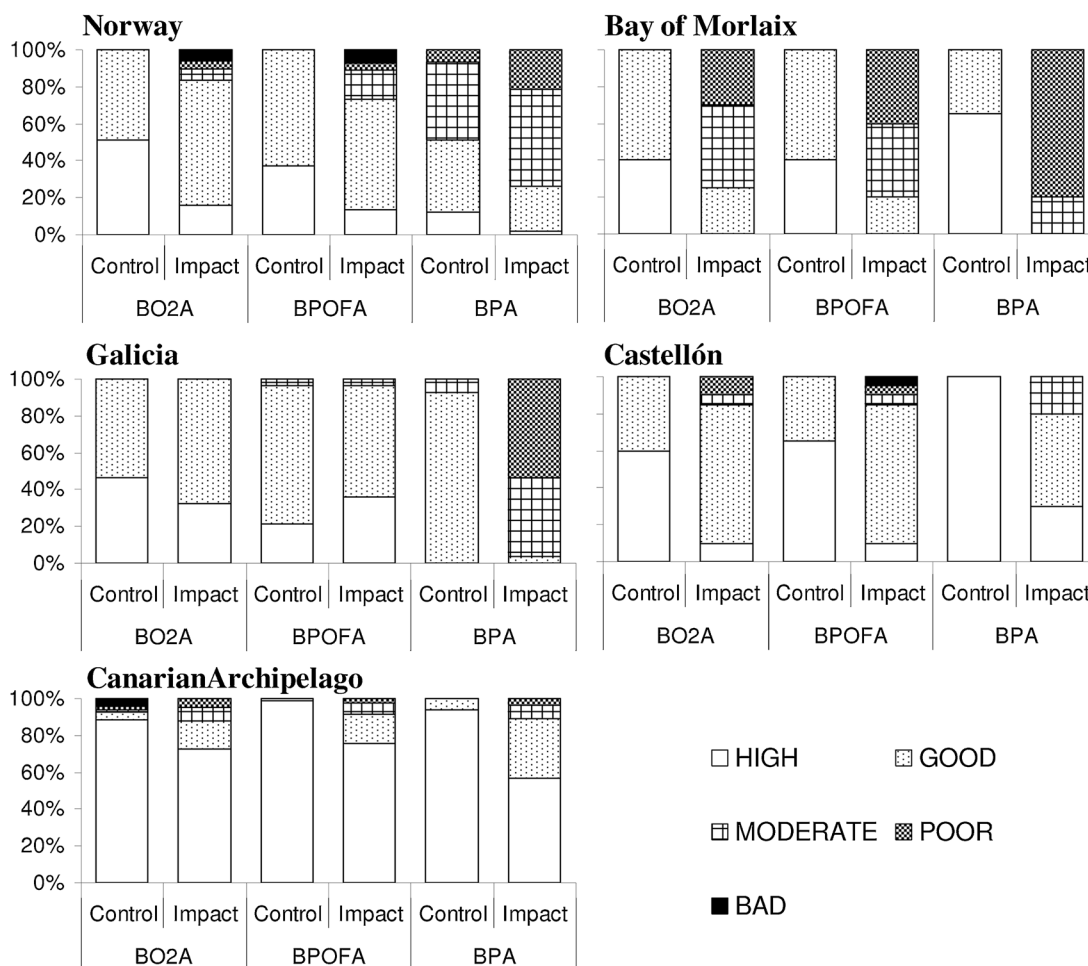 Norway
100%
80%
60%
40%
20%
0%
Control Impact Control Impact Control Impact
BO2A BPOFA BPA
Bay of Morlaix
Control Impact Control Impact Control Impact
BO2A BPOFA BPA
Galicia
100%
80%
60%
40%
20%
0%
Control Impact Control Impact Control Impact
BO2A BPOFA BPA
Castellón
Control Impact Control Impact Control Impact
BO2A BPOFA BPA
CanarianArchipelago
100%
80%
60%
40%
20%
0%
Control Impact Control Impact Control Impact
BO2A BPOFA BPA
HIGH GOOD
MODERATE POOR
BAD